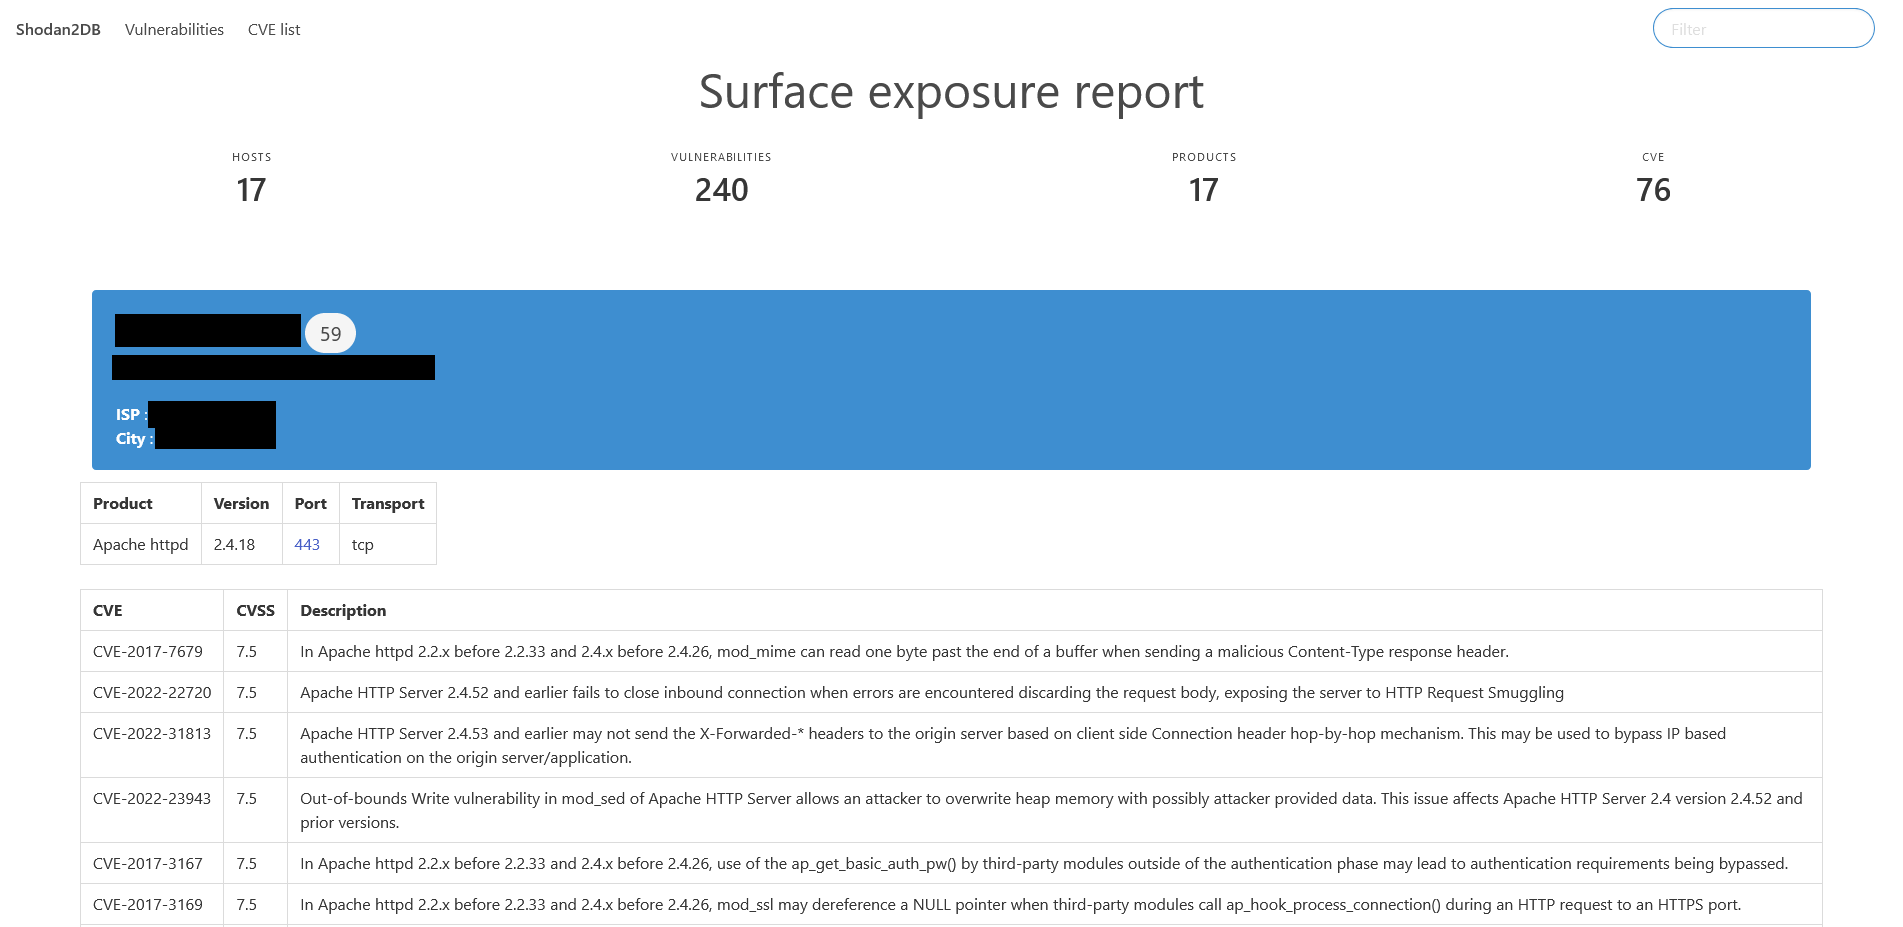 Shodan2DB Vulnerabilities CVE list Filter
Surface exposure report
HOSTS VULNERABILITIES PRODUCTS CVE
17 240 17 76
59
ISP :
City :
Product Version Port Transport
Apache httpd 2.4.18 443 tcp
CVE CVSS Description
CVE-2017-7679 7.5 In Apache httpd 2.2.x before 2.2.33 and 2.4.x before 2.4.26, mod_mime can read one byte past the end of a buffer when sending a malicious Content-Type response header.
CVE-2022-22720 7.5 Apache HTTP Server 2.4.52 and earlier fails to close inbound connection when errors are encountered discarding the request body, exposing the server to HTTP Request Smuggling
CVE-2022-31813 7.5 Apache HTTP Server 2.4.53 and earlier may not send the X-Forwarded-* headers to the origin server based on client side Connection header hop-by-hop mechanism. This may be used to bypass IP based
authentication on the origin server/application.
CVE-2022-23943 7.5 Out-of-bounds Write vulnerability in mod_sed of Apache HTTP Server allows an attacker to overwrite heap memory with possibly attacker provided data. This issue affects Apache HTTP Server 2.4 version 2.4.52 and
prior versions.
CVE-2017-3167 7.5 In Apache httpd 2.2.x before 2.2.33 and 2.4.x before 2.4.26, use of the ap_get_basic_auth_pw() by third-party modules outside of the authentication phase may lead to authentication requirements being bypassed.
CVE-2017-3169 7.5 In Apache httpd 2.2.x before 2.2.33 and 2.4.x before 2.4.26, mod_ssl may dereference a NULL pointer when third-party modules call ap_hook_process_connection() during an HTTP request to an HTTPS port.